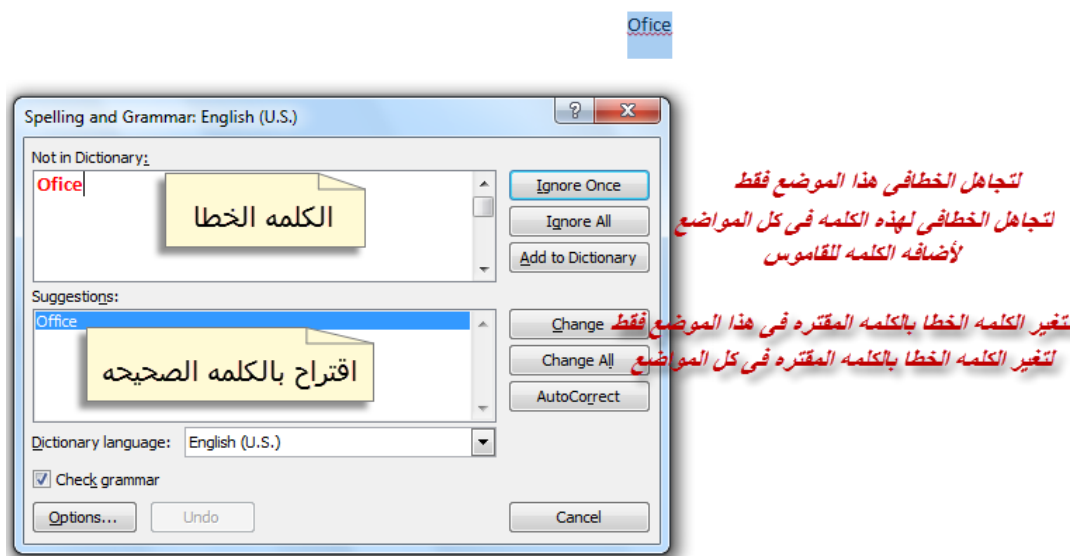 Ofice
Spelling and Grammar: English (U.S.)
Not in Dictionary:
Ofice
الكلمه الخطا
Ignore Once
لتجاهل الخطافى هذا الموضع فقط
Ignore All
لتجاهل الخطافى لهذه الكلمه فى كل المواضع
Add to Dictionary
لأضافه الكلمه للقاموس
Suggestions:
Office
اقتراح بالكلمه الصحيحه
Change
لتغير الكلمه الخطا بالكلمه المقتره فى هذا الموضع فقط
Change All
لتغير الكلمه الخطا بالكلمه المقتره فى كل المواضع
AutoCorrect
Dictionary language:
English (U.S.)
Check grammar
Options...
Undo
Cancel